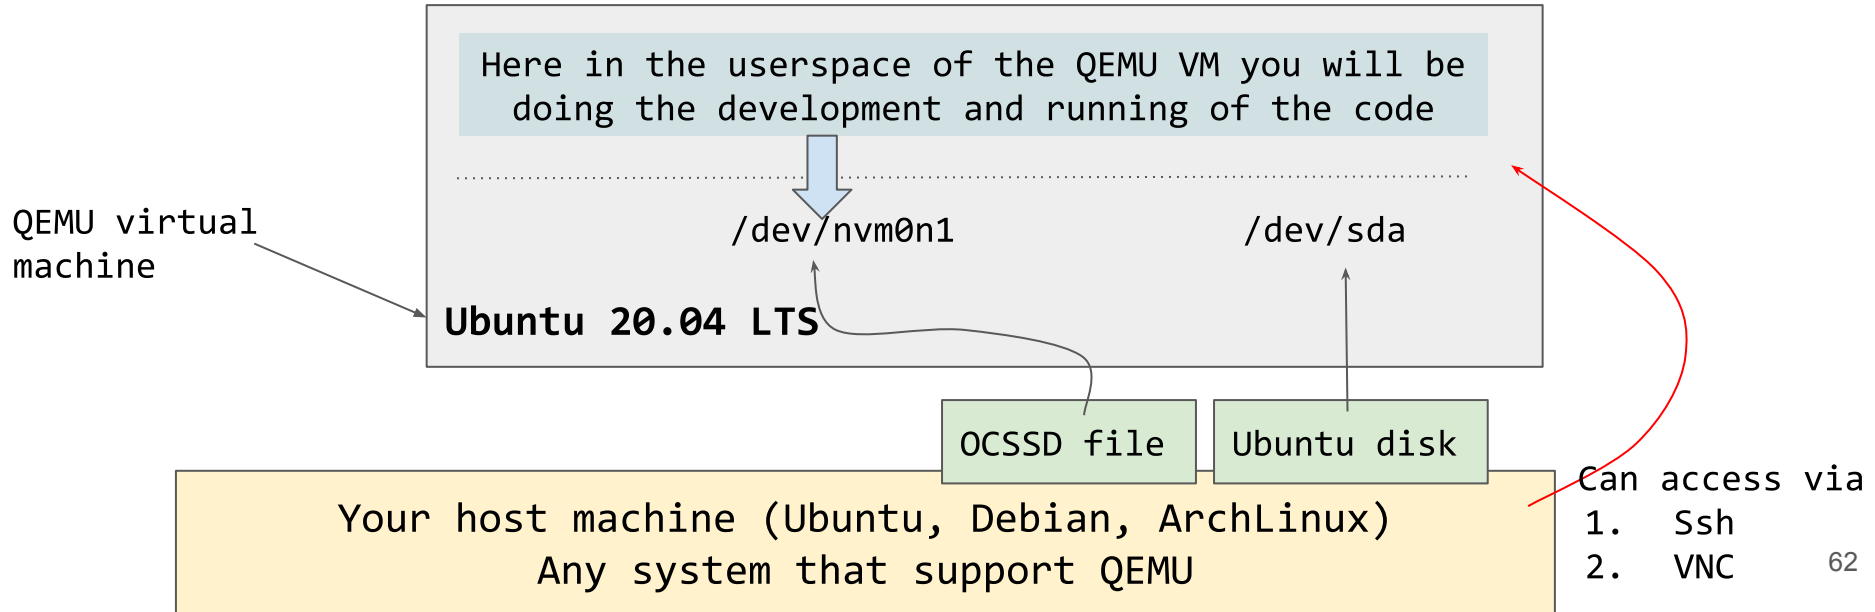 Here in the userspace of the QEMU VM you will be
doing the development and running of the code
QEMU virtual
machine
/dev/nvm0n1
/dev/sda
Ubuntu 20.04 LTS
OCSSD file
Ubuntu disk
Your host machine (Ubuntu, Debian, ArchLinux)
Any system that support QEMU
Can access via
1. Ssh
2. VNC
62